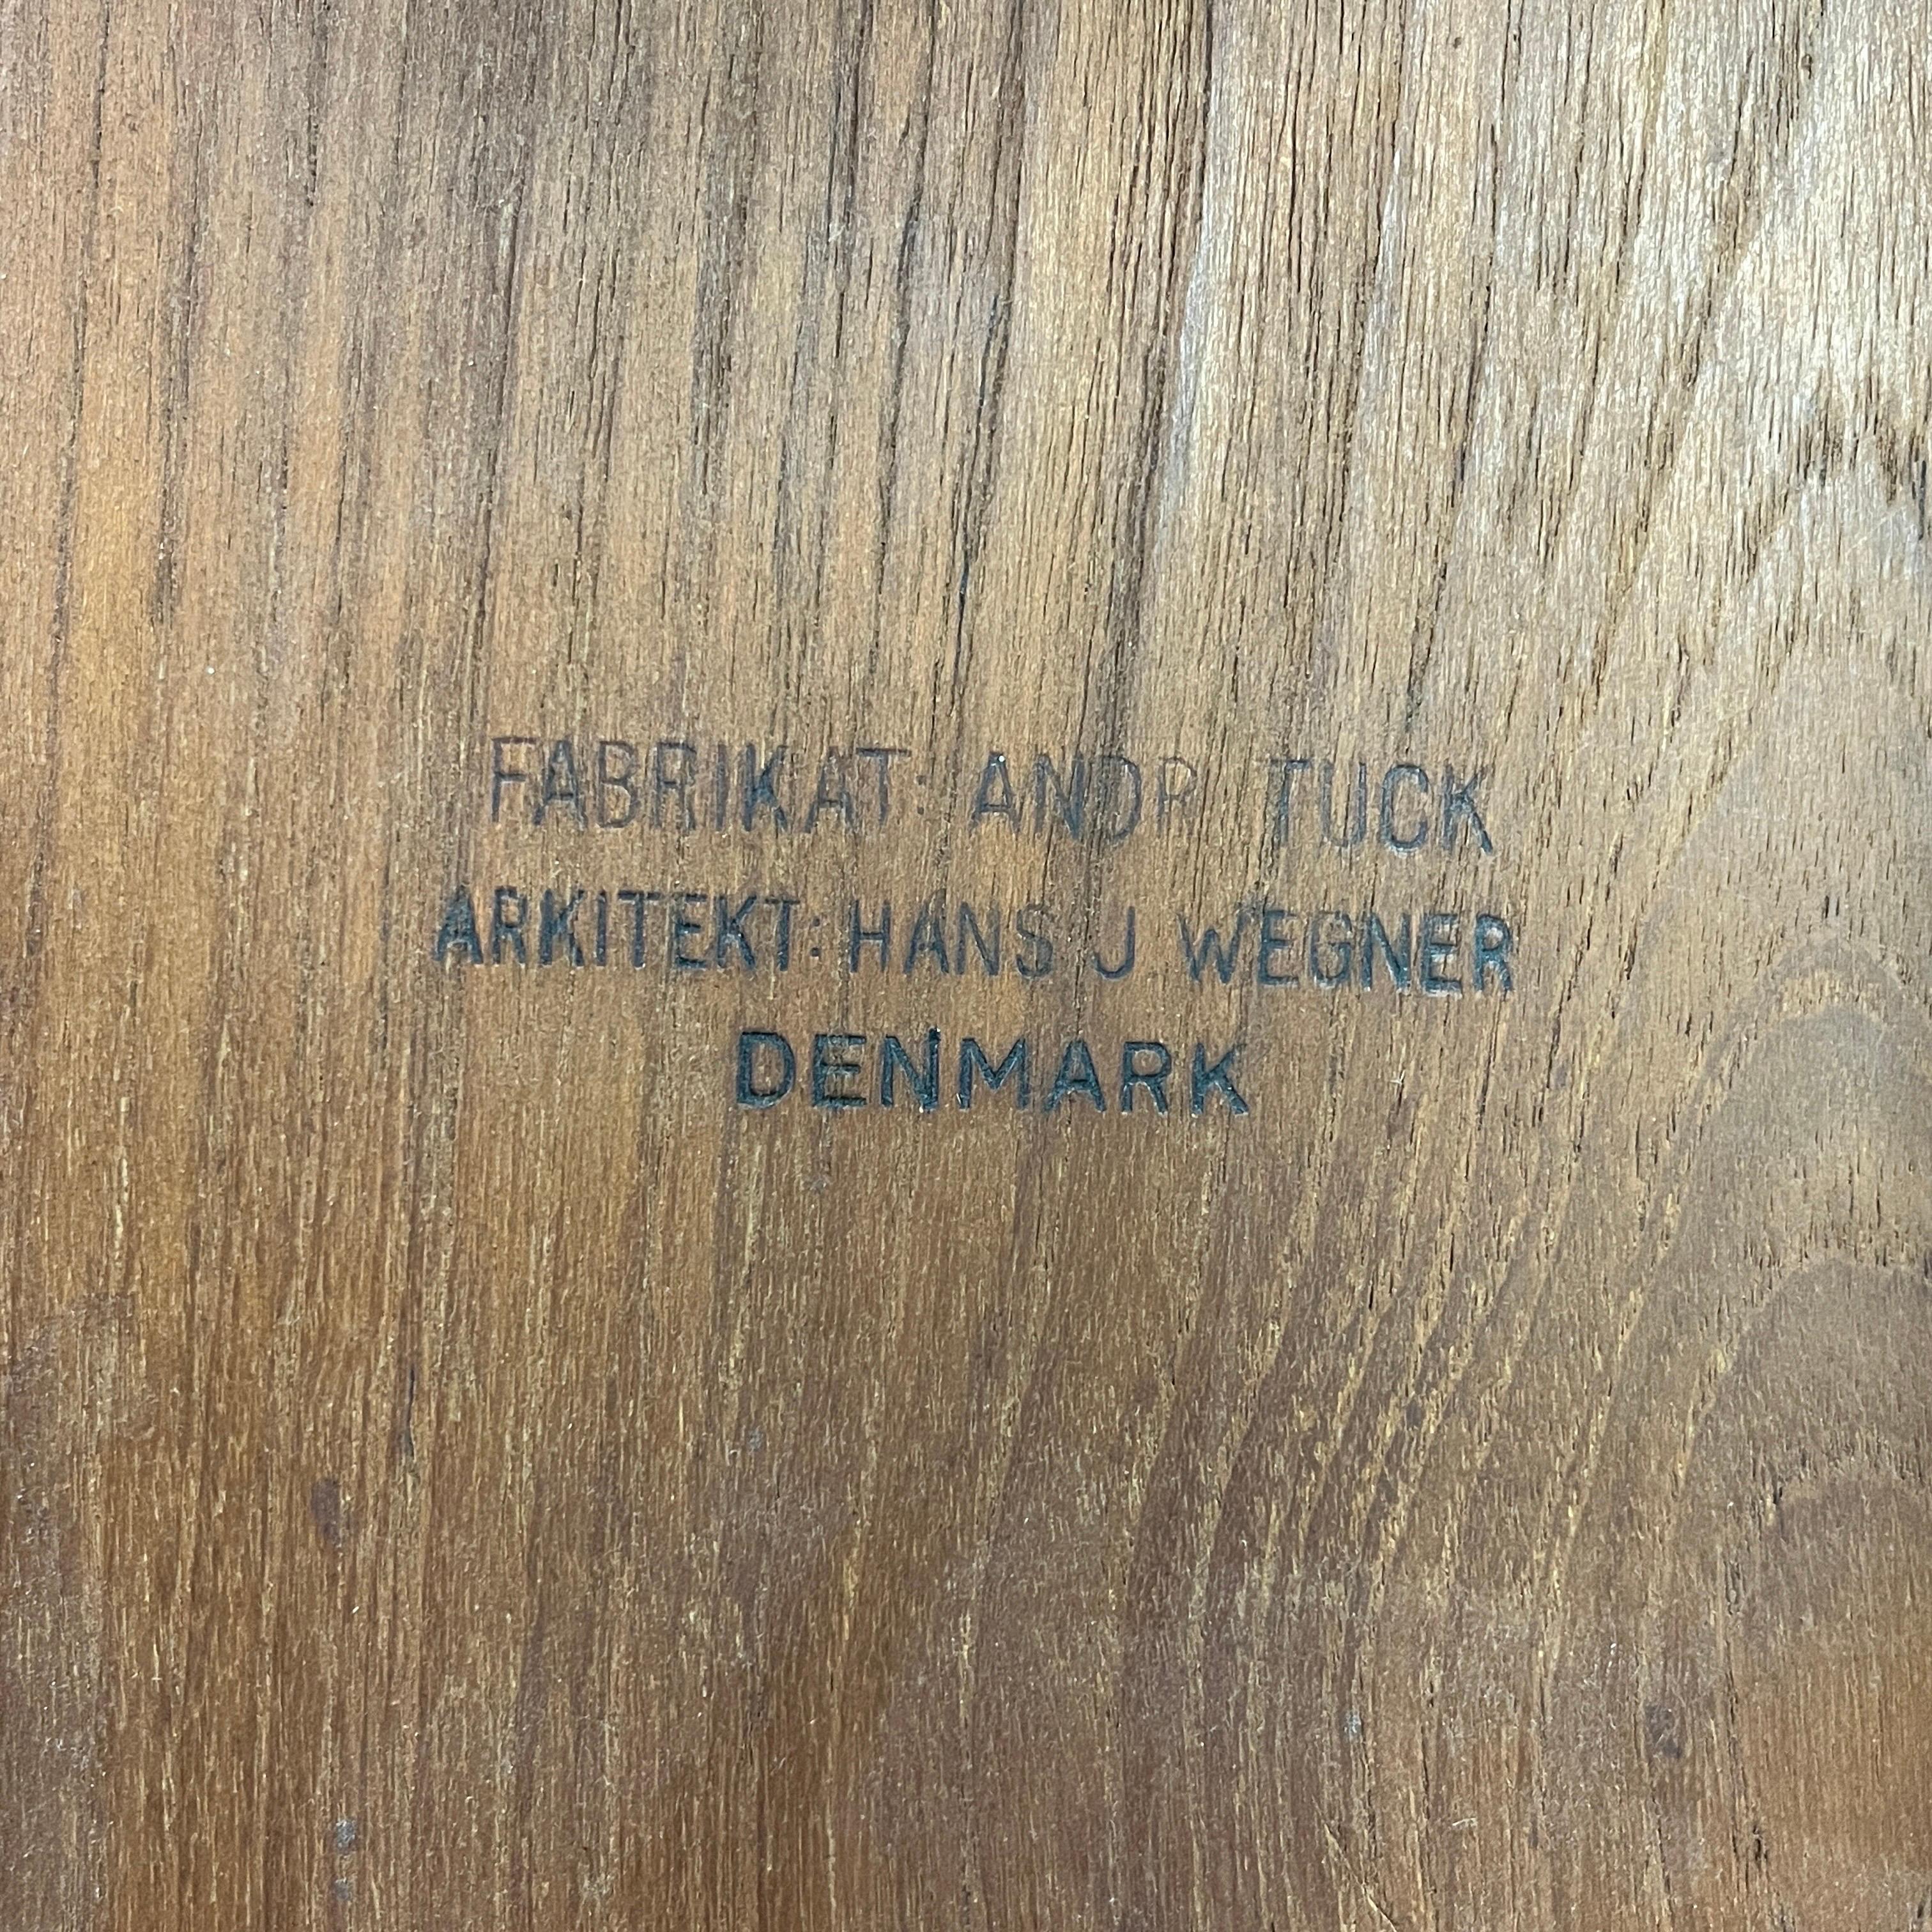 FABRIKAT: ANDR TUCK
ARKITEKT: HANS J WEGNER
DENMARK